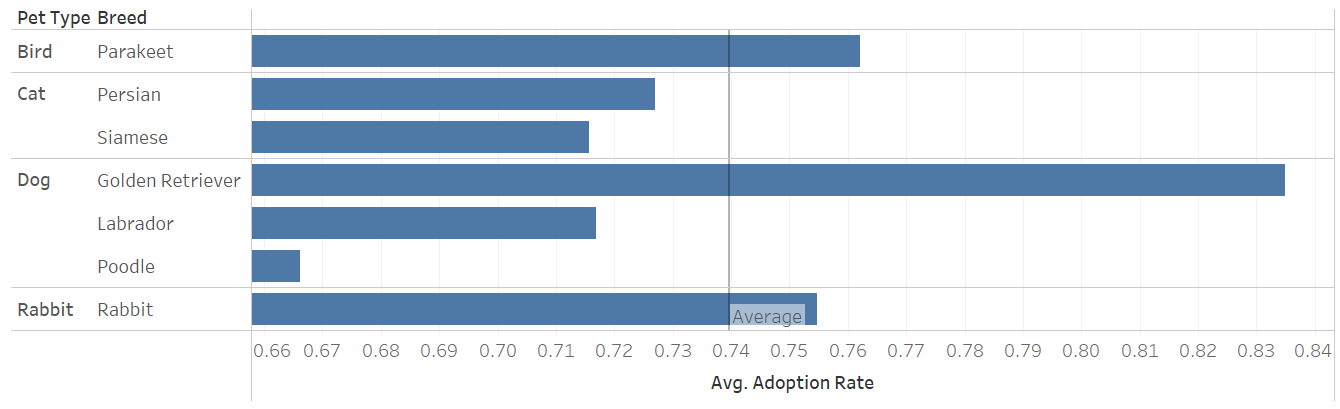 Pet Type Breed
Bird Parakeet
Cat Persian
Siamese
Dog Golden Retriever
Labrador
Poodle
Rabbit Rabbit
Average
0.66 0.67 0.68 0.69 0.70 0.71 0.72 0.73 0.74 0.75 0.76 0.77 0.78 0.79 0.80 0.81 0.82 0.83 0.84
Avg. Adoption Rate